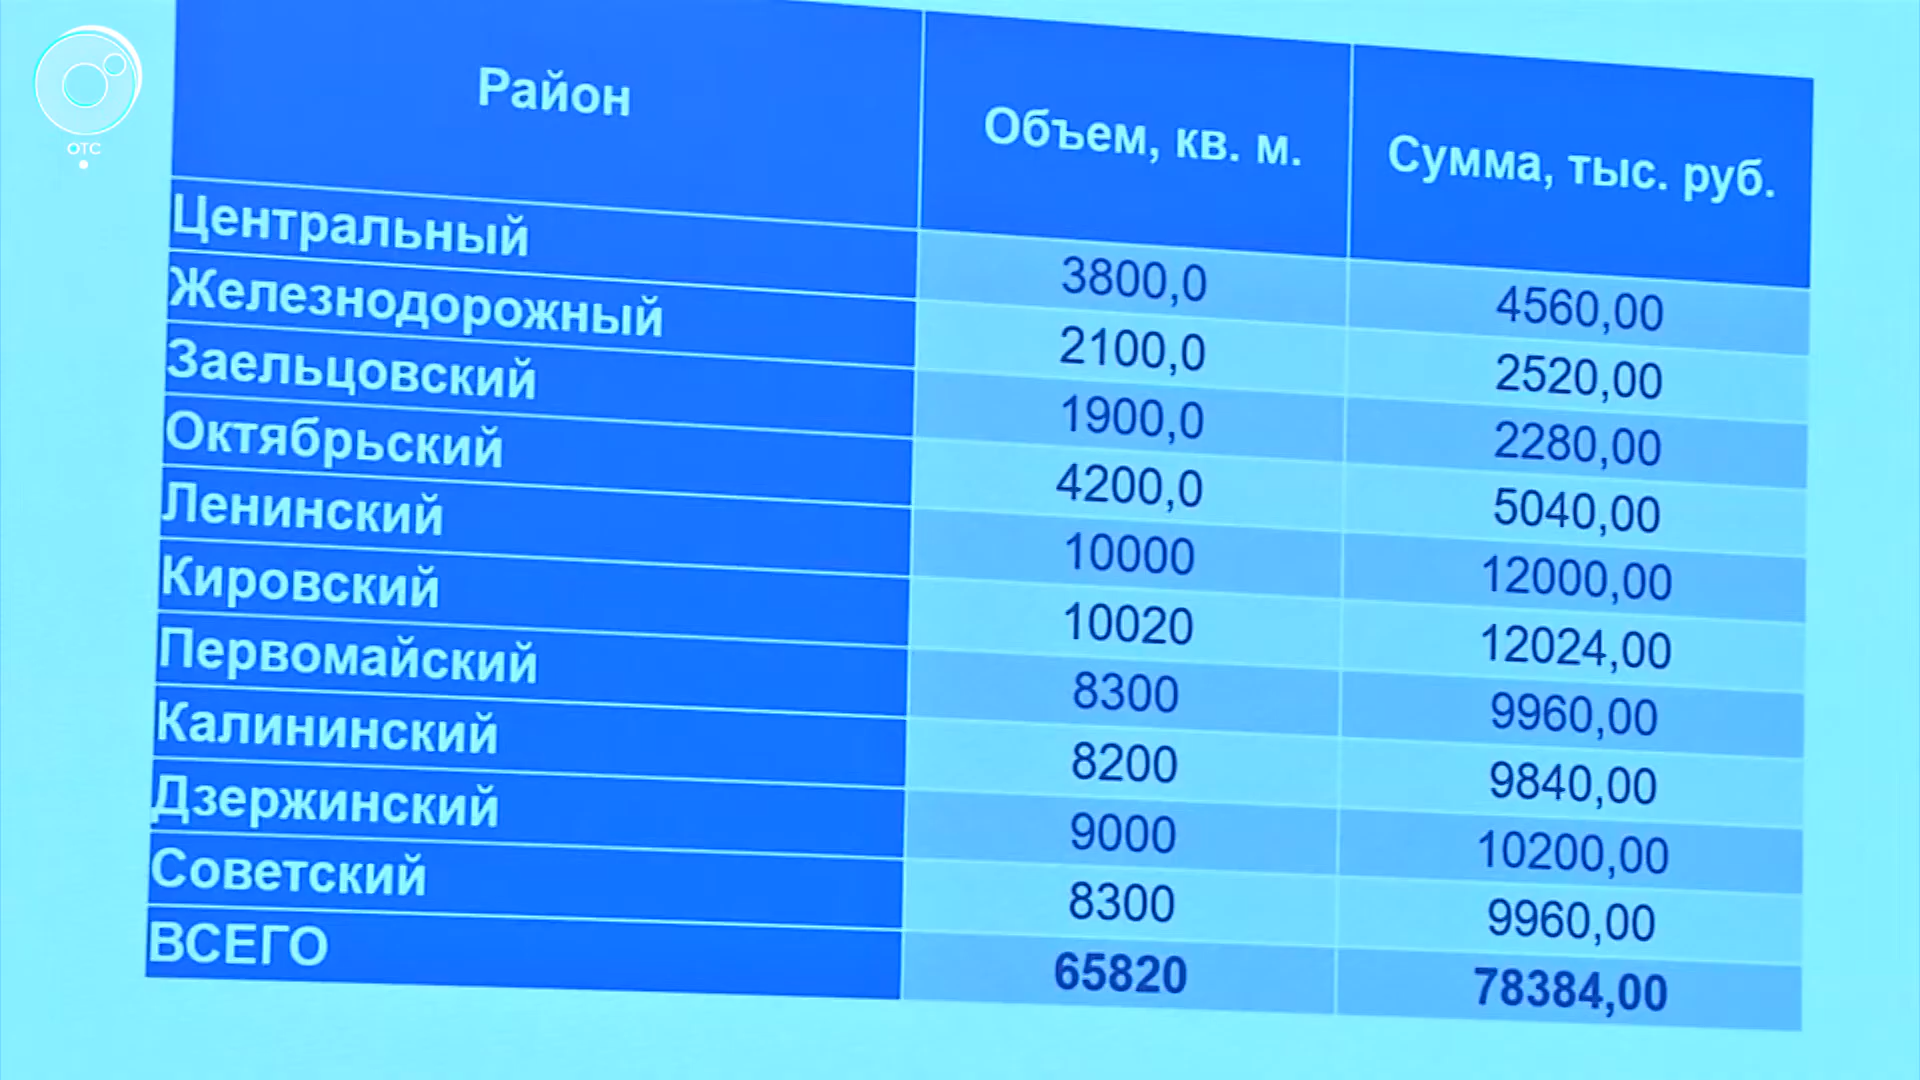 ОТС
Район Объем, кв. м. Сумма, тыс. руб.
Центральный 3800,0 4560,00
Железнодорожный 2100,0 2520,00
Заельцовский 1900,0 2280,00
Октябрьский 4200,0 5040,00
Ленинский 10000 12000,00
Кировский 10020 12024,00
Первомайский 8300 9960,00
Калининский 8200 9840,00
Дзержинский 9000 10200,00
Советский 8300 9960,00
ВСЕГО 65820 78384,00